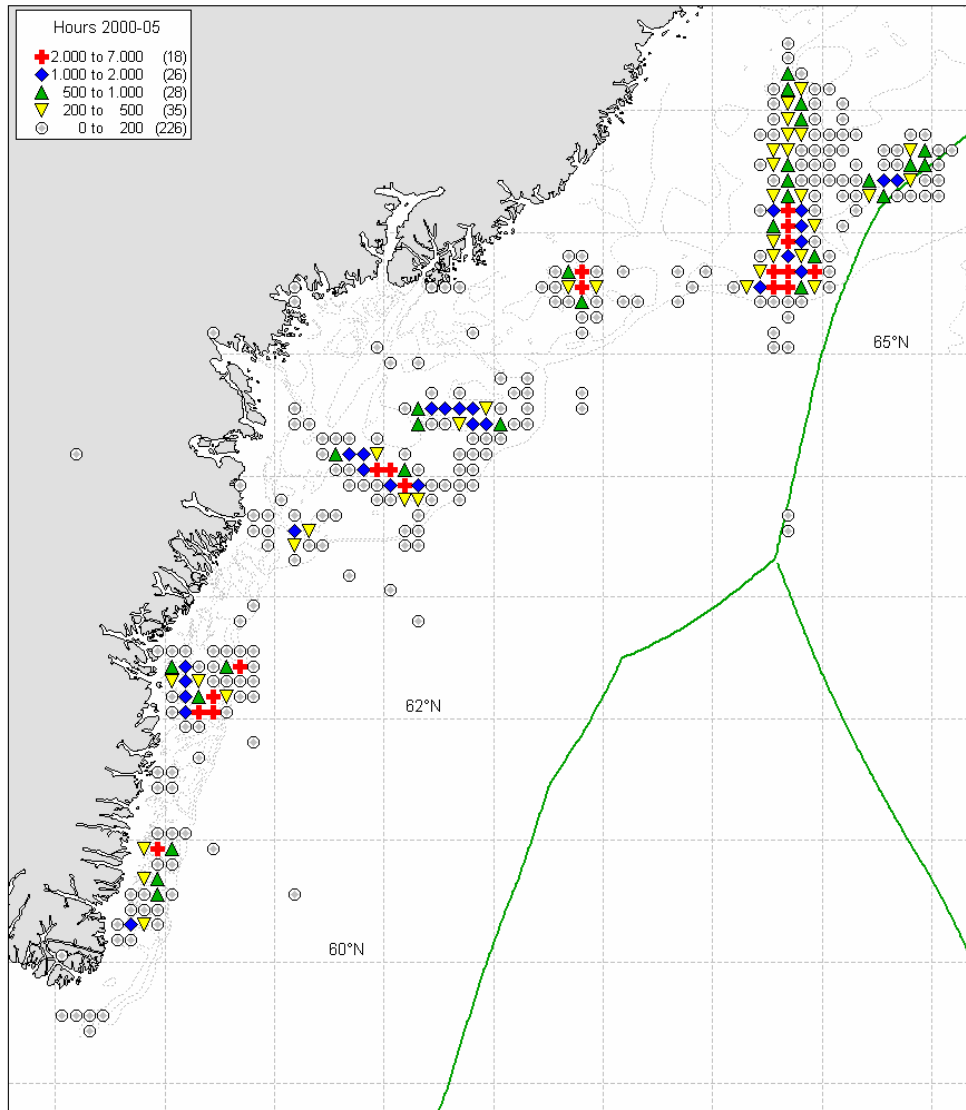 Hours 2000-05
2.000 to 7.000 (18)
1.000 to 2.000 (26)
500 to 1.000 (28)
200 to 500 (35)
0 to 200 (226)
65°N
62°N
60°N